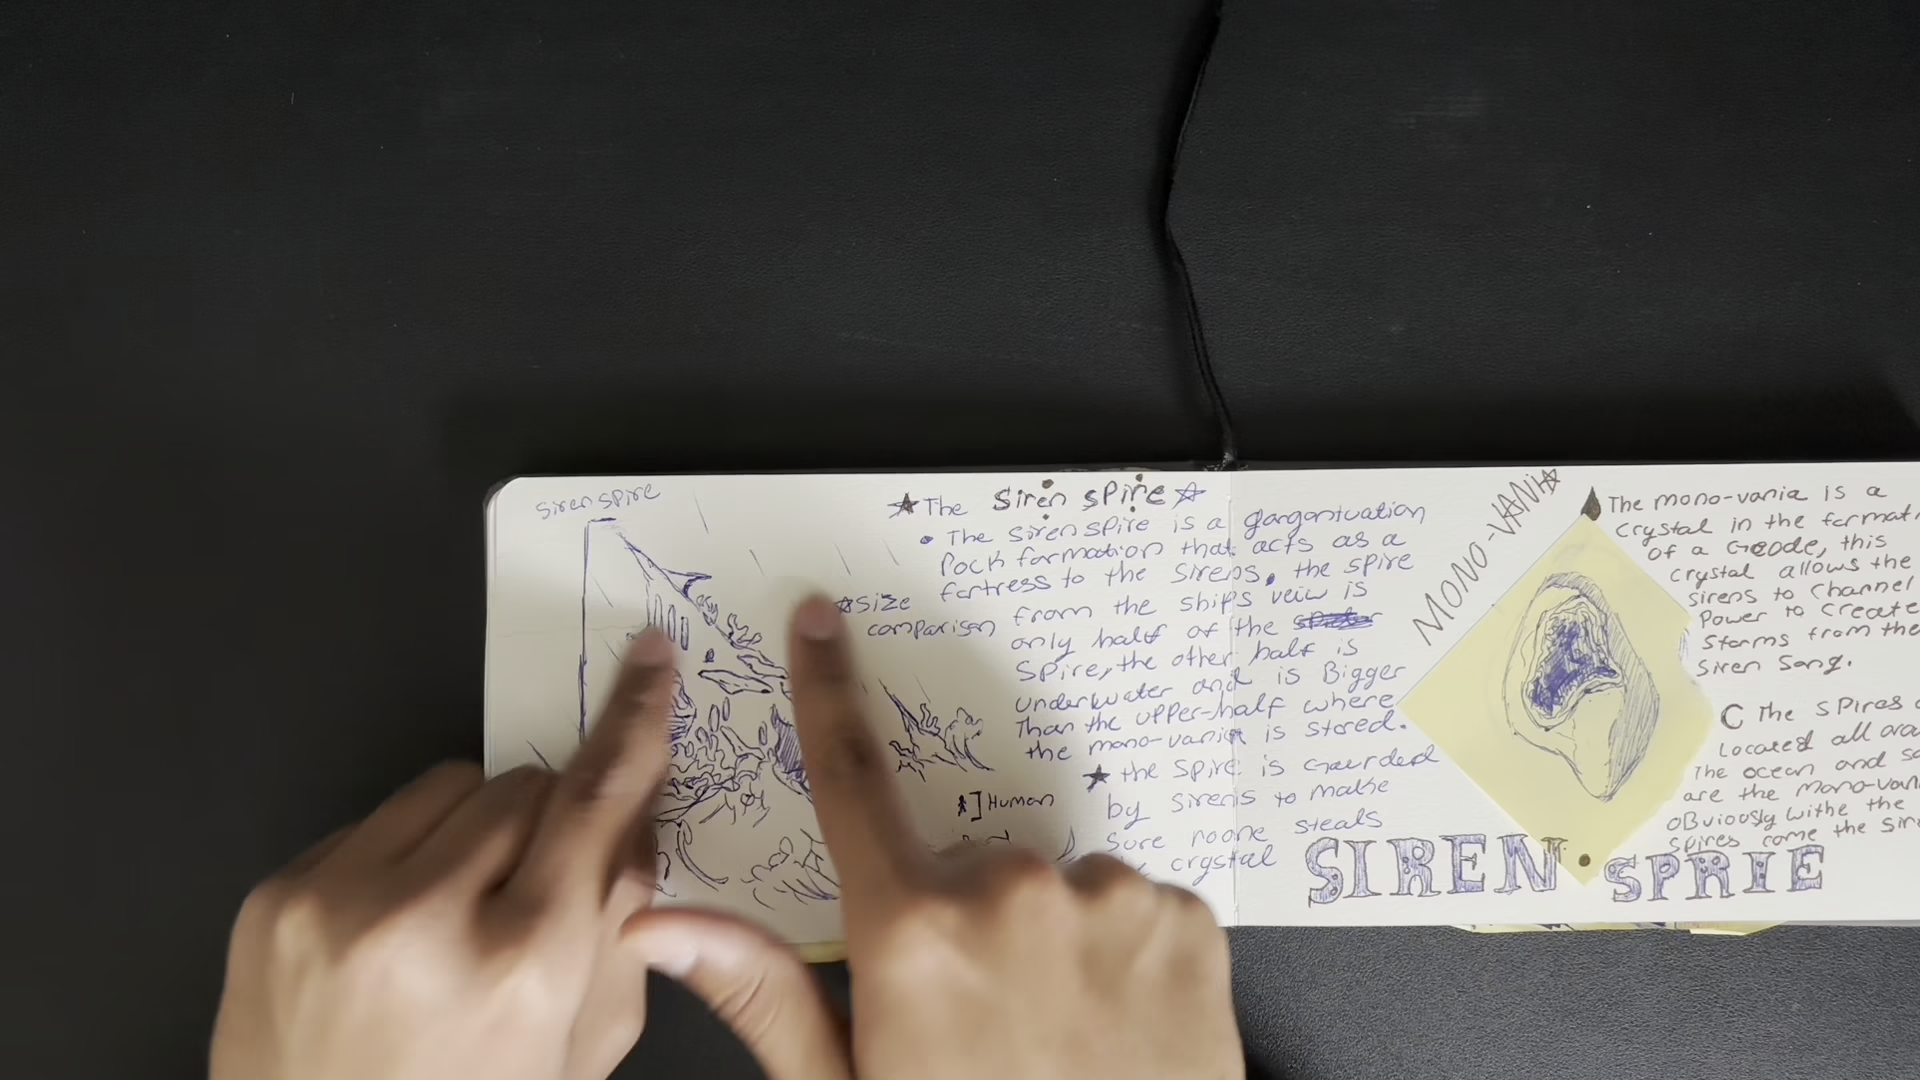 Siren spire
★The Siren spire☆
• The siren spire is a gargantuation
Rock formation that acts as a
fortress to the sirens. the spire
☆size
comparison
from the ships veiw is
only half of the
Spire, the other half is
underwater and is Bigger
Than the upper-half where
the mono-vania is stored.
★ the spire is gaurded
by sirens to make
sure noone steals
crystal
]Human
MONO-VANIA
The mono-vania is a
crystal in the format
of a Geode, this
crystal allows the
sirens to channel
Power to create
Storms from the
Siren Song.
C The spires
Located all
The ocean and
are the mono-vani
obviously withe the
spires come the
SIREN SPRIE